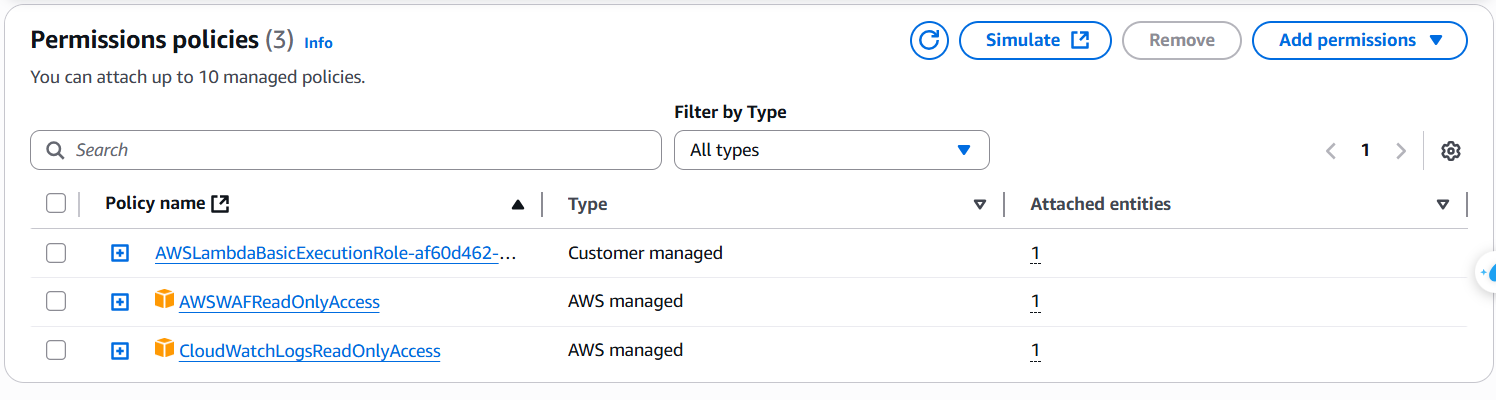 Permissions policies (3) Info
Simulate
Remove
Add permissions
You can attach up to 10 managed policies.
Filter by Type
Search
All types
1
Policy name
Type
Attached entities
AWSLambdaBasicExecutionRole-af60d462-...
Customer managed
1
AWSWAFReadOnlyAccess
AWS managed
1
CloudWatchLogsReadOnlyAccess
AWS managed
1